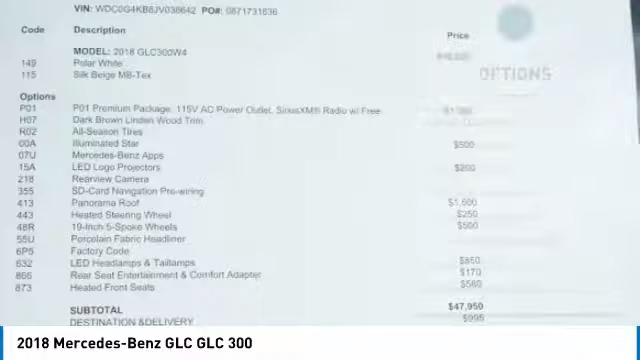 VIN: WDC0G4KB8JV038642 PO#: 0871731636
Code Description Price
MODEL: 2018 GLC300W4
149 Polar White
115 Silk Beige MB-Tex
OPTIONS
Options
P01 P01 Premium Package, 115V AC Power Outlet, SiriusXM® Radio w/ Free
H07 Dark Brown Linden Wood Trim
R02 All-Season Tires
00A Illuminated Star $500
07U Mercedes-Benz Apps
15A LED Logo Projectors $200
218 Rearview Camera
355 SD-Card Navigation Pre-wiring
413 Panorama Roof $1,500
443 Heated Steering Wheel $250
48R 19-Inch 5-Spoke Wheels $500
55U Porcelain Fabric Headliner
6P5 Factory Code
632 LED Headlamps & Taillamps $850
866 Rear Seat Entertainment & Comfort Adapter $170
873 Heated Front Seats $580
SUBTOTAL $47,950
DESTINATION & DELIVERY $995
2018 Mercedes-Benz GLC GLC 300